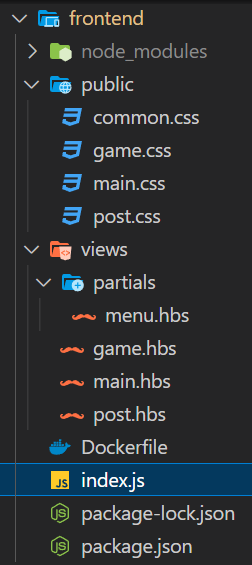 frontend
node_modules
public
common.css
game.css
main.css
post.css
views
partials
menu.hbs
game.hbs
main.hbs
post.hbs
Dockerfile
JS index.js
package-lock.json
package.json